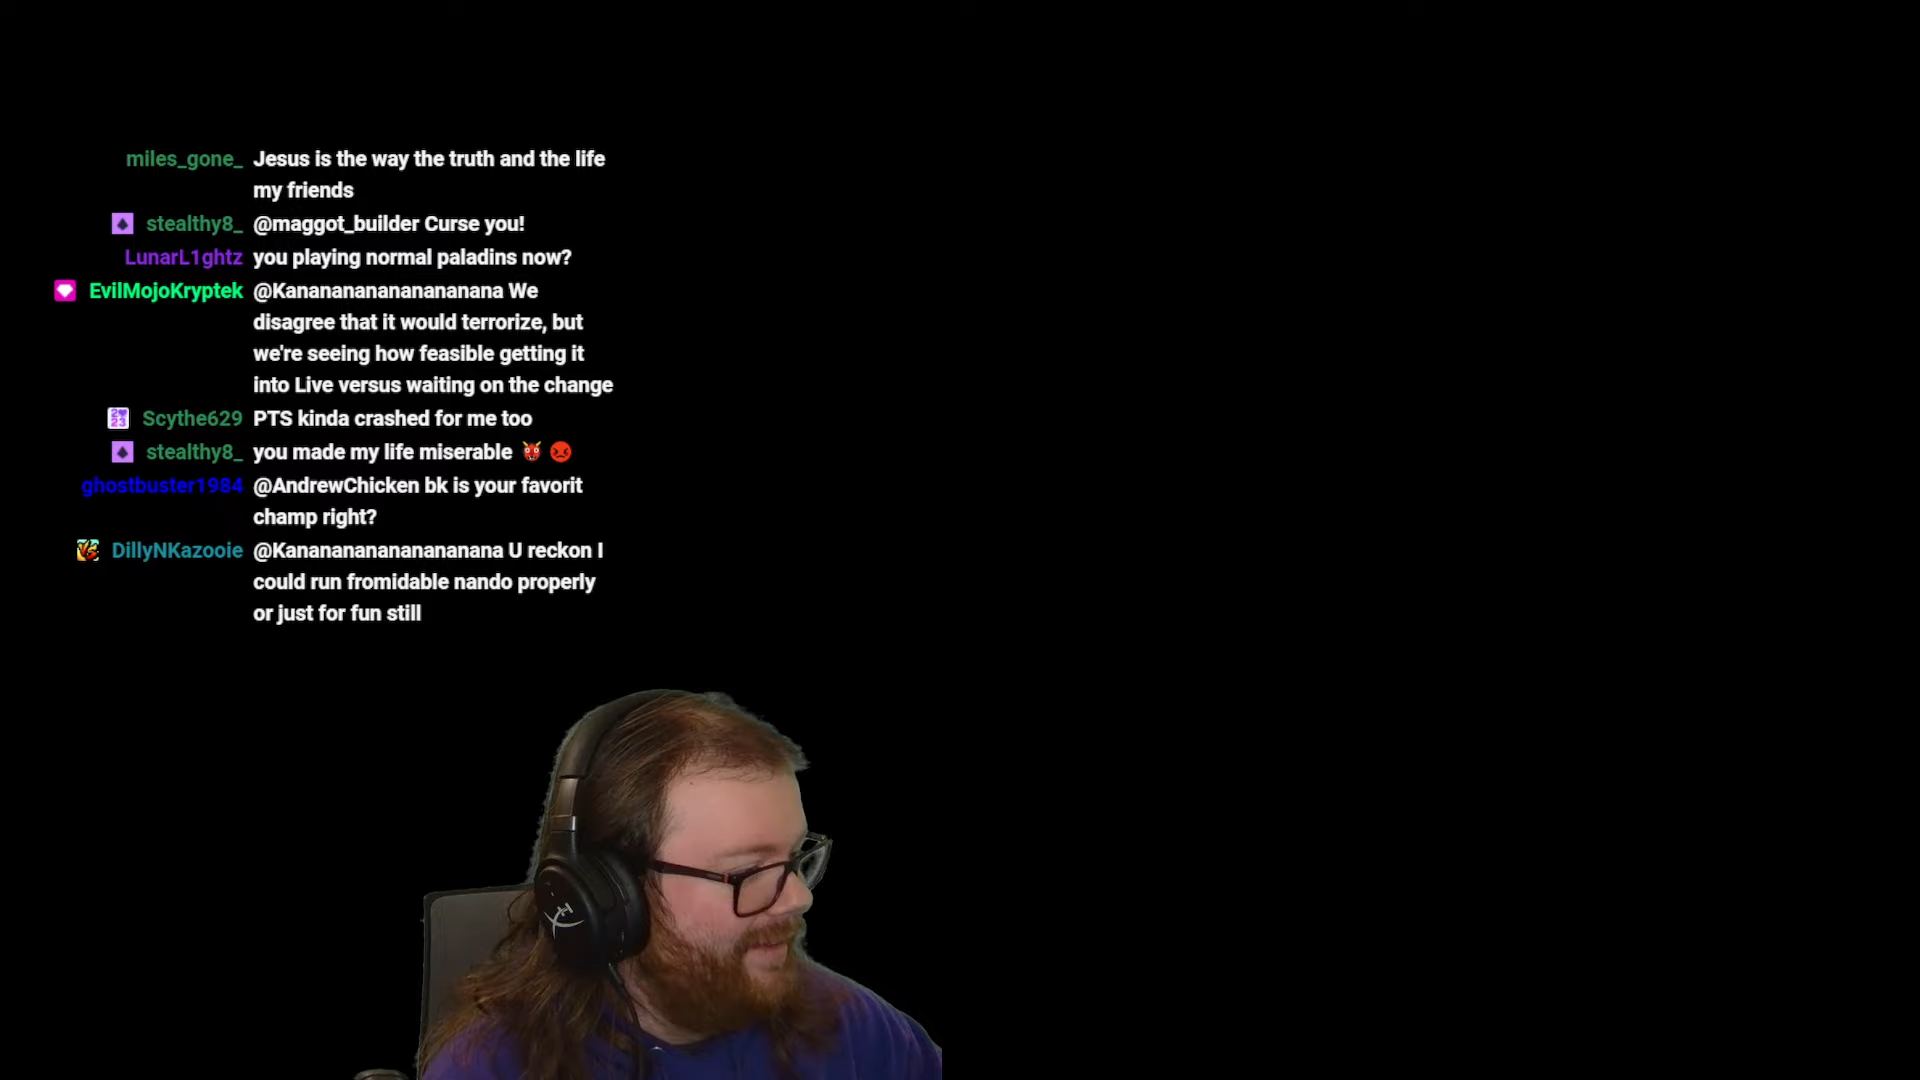 miles_gone_ Jesus is the way the truth and the life
my friends
stealthy8_ @maggot_builder Curse you!
LunarL1ghtz you playing normal paladins now?
EvilMojoKryptek @Kanananananananana We
disagree that it would terrorize, but
we're seeing how feasible getting it
into Live versus waiting on the change
Scythe629 PTS kinda crashed for me too
stealthy8_ you made my life miserable 👹 😡
ghostbuster1984 @AndrewChicken bk is your favorit
champ right?
DillyNKazooie @Kanananananananana U reckon I
could run fromidable nando properly
or just for fun still